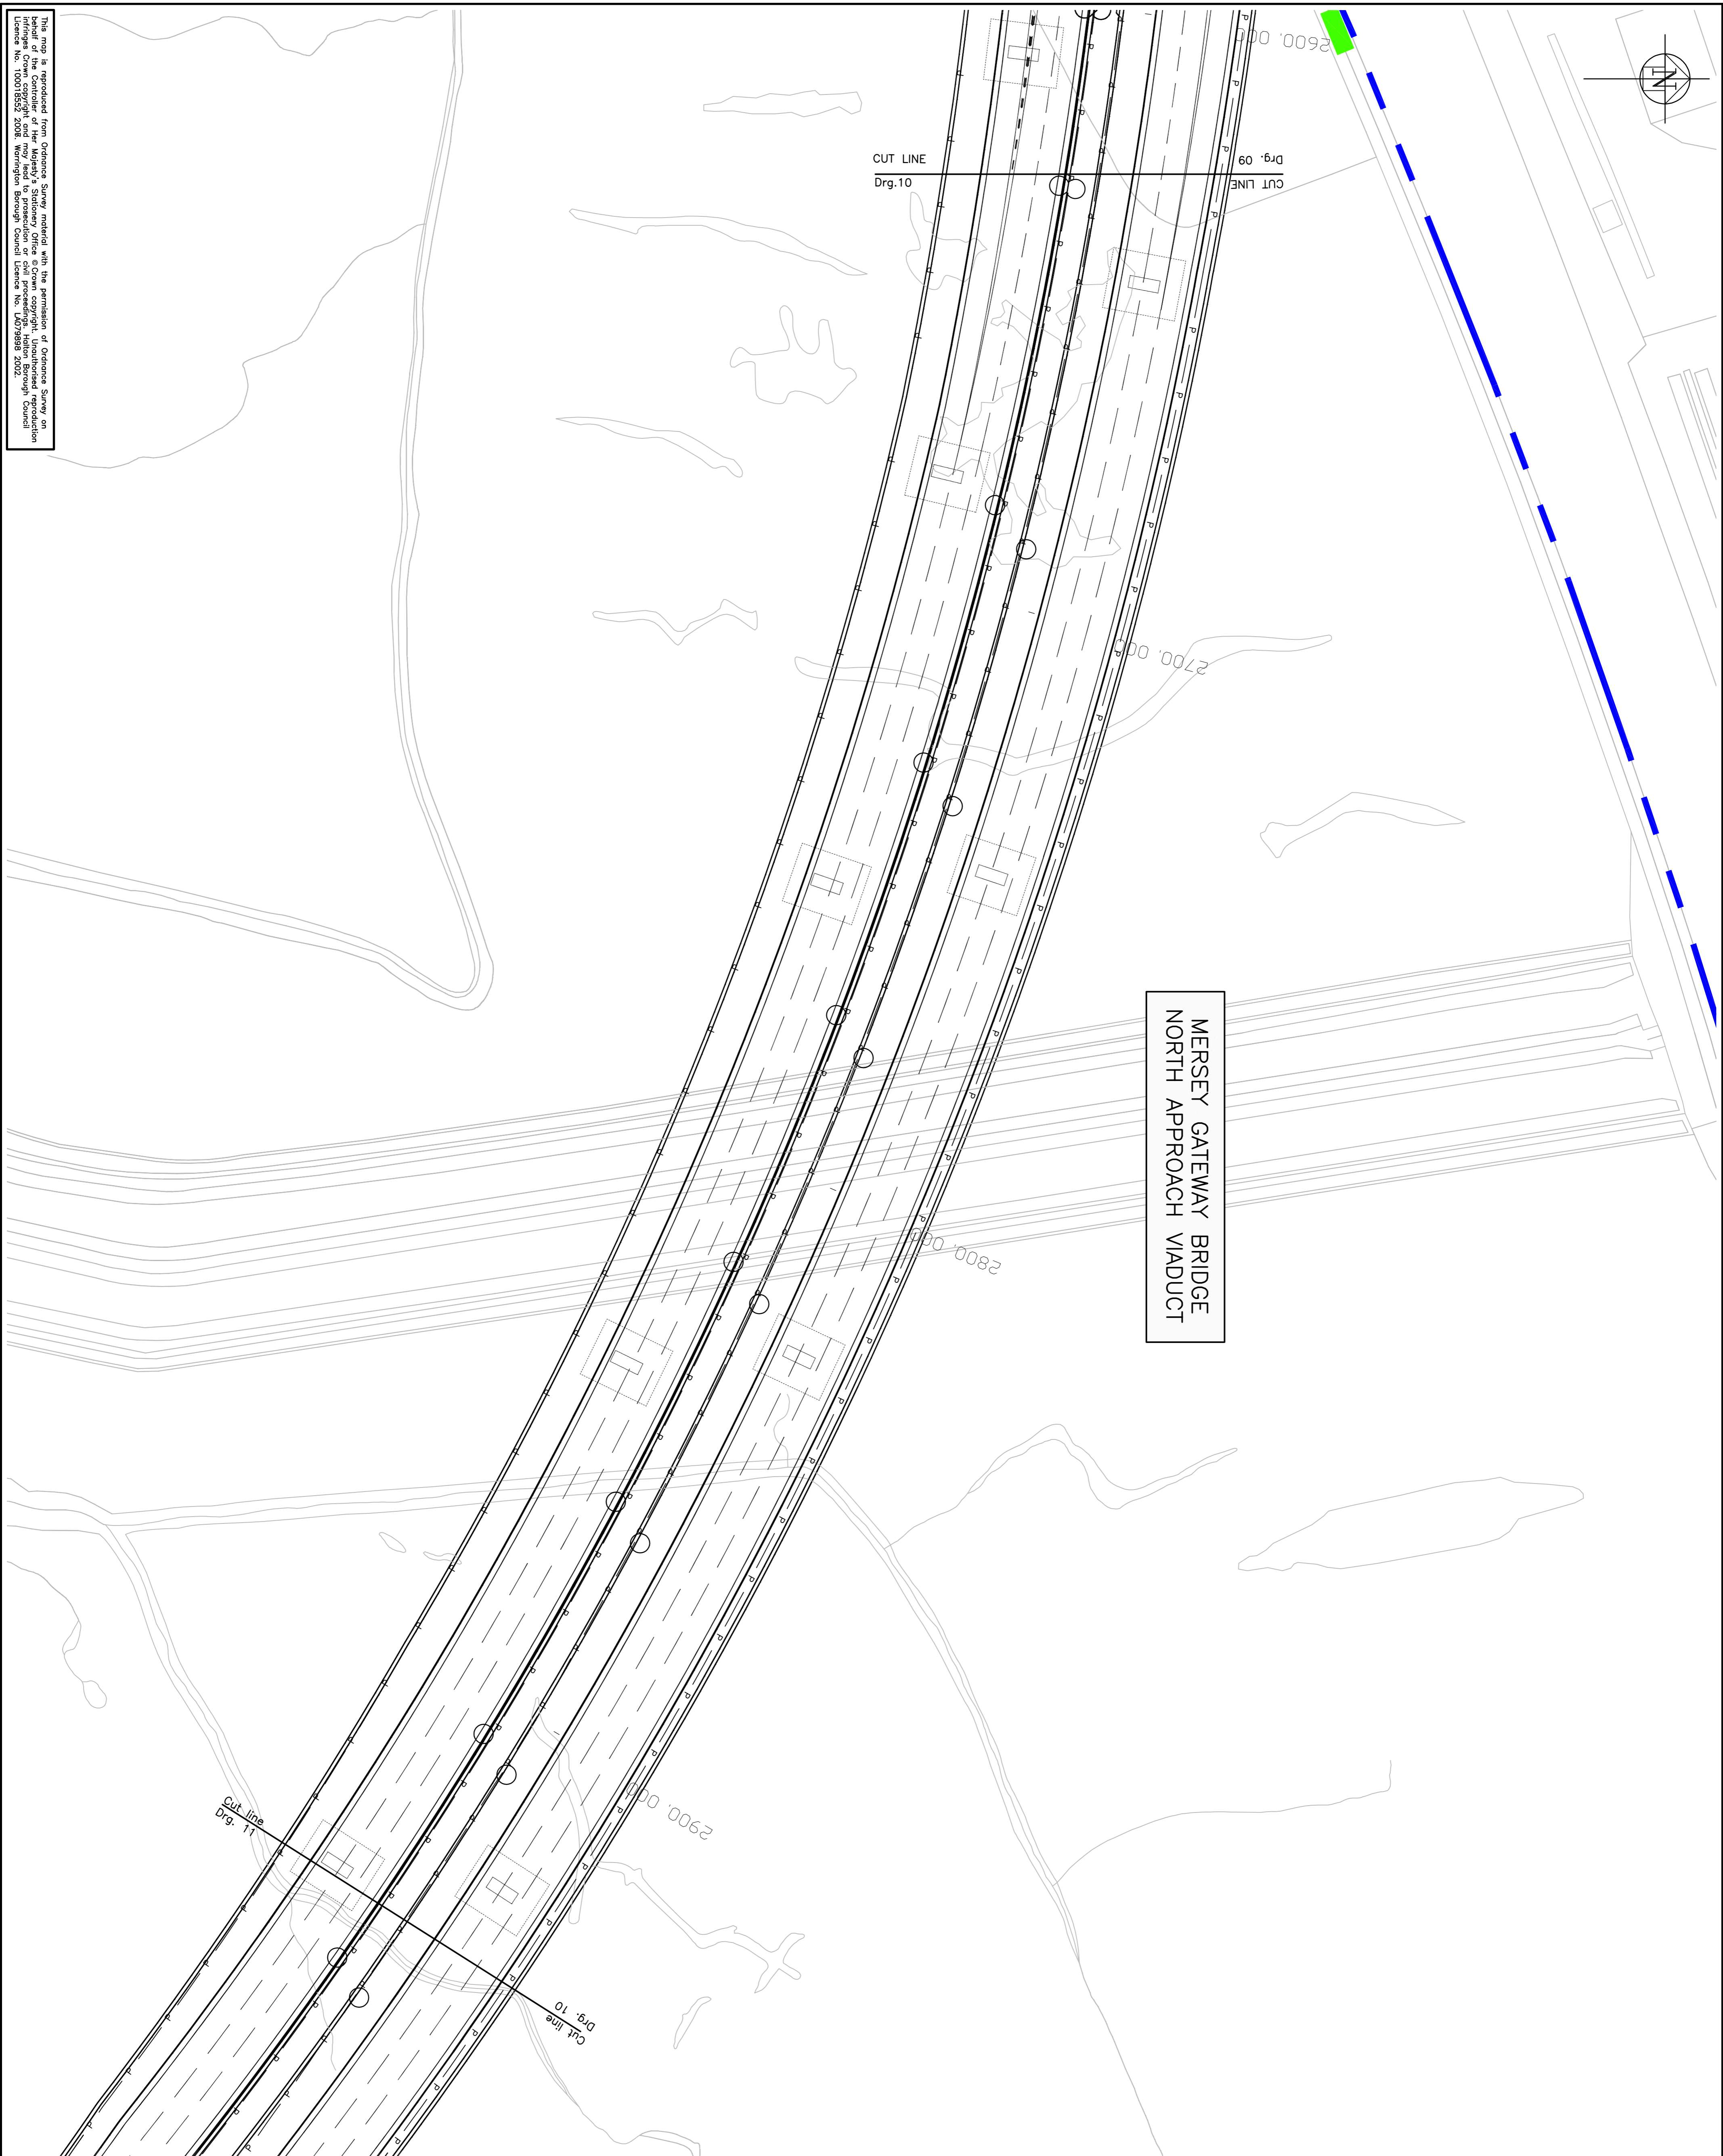 This map is reproduced from Ordnance Survey material with the permission of Ordnance Survey on
behalf of the Controller of Her Majesty's Stationery Office © Crown copyright. Unauthorised reproduction
infringes Crown copyright and may lead to prosecution or civil proceedings. Halton Borough Council
Licence No. 100018552 2008. Warrington Borough Council Licence No. LA079898 2002.
N
2600. 000
CUT LINE
Drg.10
Drg. 09
CUT LINE
2700. 000
MERSEY GATEWAY BRIDGE
NORTH APPROACH VIADUCT
2800. 000
2900. 000
Cut line
Drg. 11
Drg. 10
Cut line